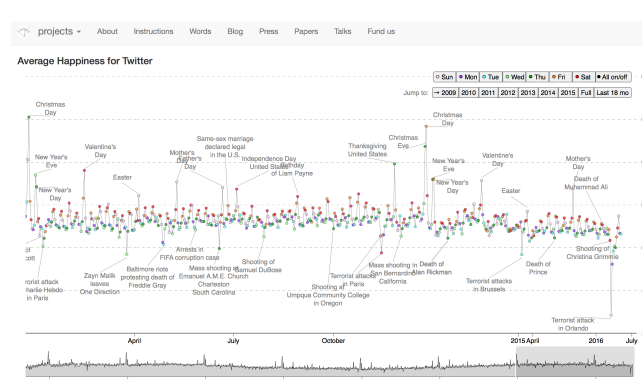 projects
About
Instructions
Words
Blog
Press
Papers
Talks
Fund us
Average Happiness for Twitter
Sun
Mon
Tue
Wed
Thu
Fri
Sat
All on/off
Jump to:
→ 2009
2010
2011
2012
2013
2014
2015
Full
Last 18 mo
Christmas
Day
New Year's
Eve
New Year's
Day
Valentine's
Day
Easter
Mother's
Day
Father's
Day
Same-sex marriage
declared legal
in the U.S.
Independence Day
United States
Birthday
of Liam Payne
Thanksgiving
United States
Christmas
Eve
Christmas
Day
New Year's
Eve
New Year's
Day
Valentine's
Day
Easter
Mother's
Day
Death of
Muhammad Ali
of
cott
rrorist attack
harlie Hebdo
in Paris
Zayn Malik
leaves
One Direction
Baltimore riots
protesting death of
Freddie Gray
Arrests in
FIFA corruption case
Mass shooting in
Emanuel A.M.E. Church
Charleston
South Carolina
Shooting of
Samuel DuBose
Shooting at
Umpqua Community College
in Oregon
Terrorist attacks
in Paris
Mass shooting in
San Bernardino
California
Death of
Alan Rickman
Terrorist attacks
in Brussels
Death of
Prince
Shooting of
Christina Grimmie
Terrorist attack
in Orlando
April
July
October
2015
April
2016
July